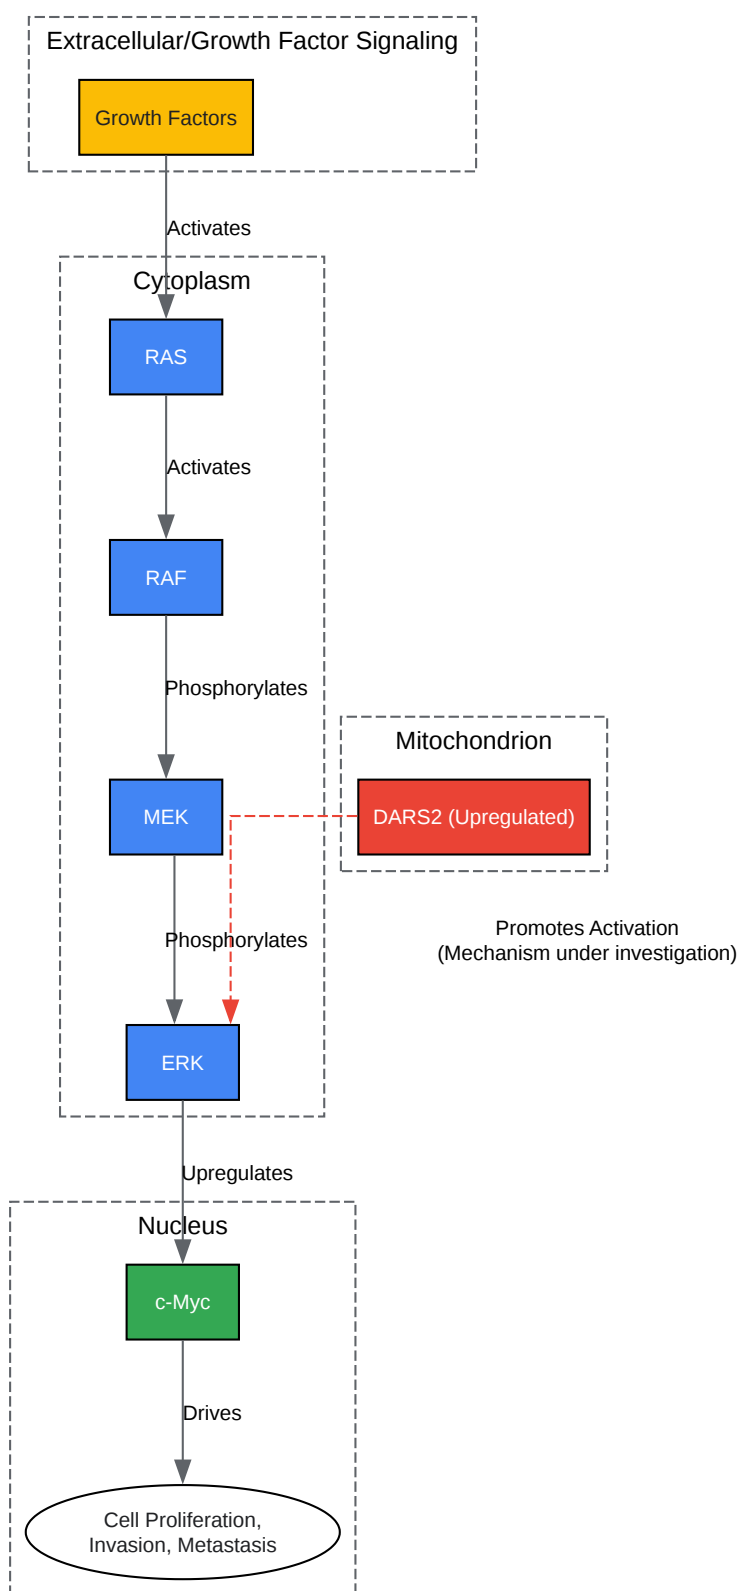 Extracellular/Growth Factor Signaling
Growth Factors
Activates
Cytoplasm
RAS
Activates
RAF
Phosphorylates
Mitochondrion
MEK
DARS2 (Upregulated)
Phosphorylates
Promotes Activation
(Mechanism under investigation)
ERK
Upregulates
Nucleus
c-Myc
Drives
Cell Proliferation,
Invasion, Metastasis